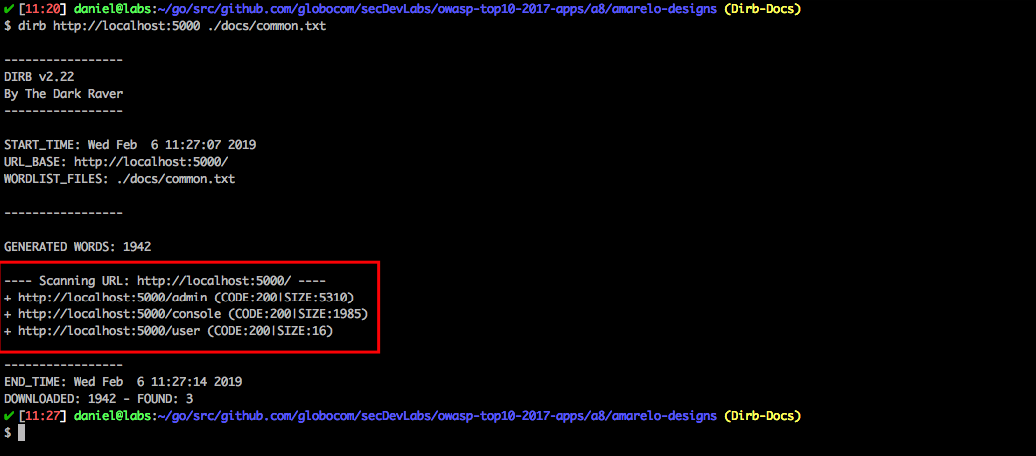 ✔ [11:20] daniel@labs:~/go/src/github.com/globocom/secDevLabs/owasp-top10-2017-apps/a8/amarelo-designs (Dirb-Docs)
$ dirb http://localhost:5000 ./docs/common.txt
-----------------
DIRB v2.22
By The Dark Raver
-----------------
START_TIME: Wed Feb  6 11:27:07 2019
URL_BASE: http://localhost:5000/
WORDLIST_FILES: ./docs/common.txt
-----------------
GENERATED WORDS: 1942
---- Scanning URL: http://localhost:5000/ ----
+ http://localhost:5000/admin (CODE:200|SIZE:5310)
+ http://localhost:5000/console (CODE:200|SIZE:1985)
+ http://localhost:5000/user (CODE:200|SIZE:16)
-----------------
END_TIME: Wed Feb  6 11:27:14 2019
DOWNLOADED: 1942 - FOUND: 3
✔ [11:27] daniel@labs:~/go/src/github.com/globocom/secDevLabs/owasp-top10-2017-apps/a8/amarelo-designs (Dirb-Docs)
$